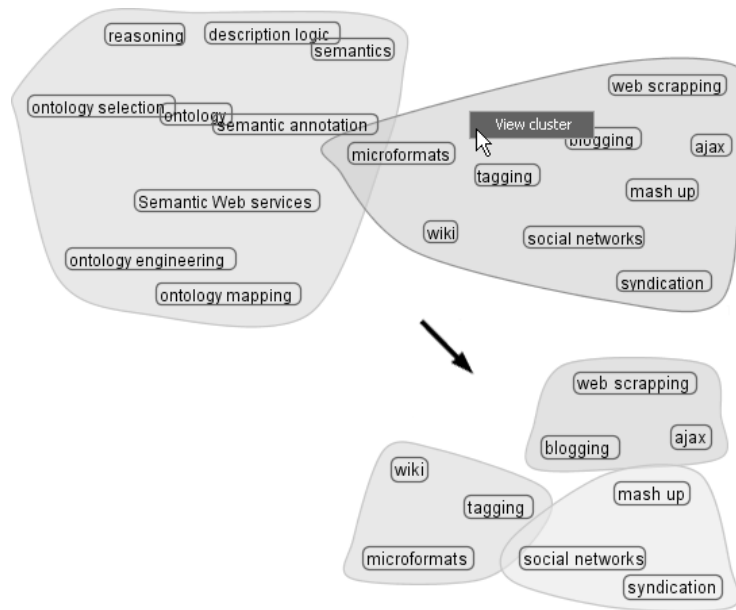 reasoning
description logic
semantics
ontology selection
ontology
semantic annotation
Semantic Web services
ontology engineering
ontology mapping
web scrapping
View cluster
blogging
ajax
microformats
tagging
mash up
wiki
social networks
syndication
web scrapping
blogging
ajax
wiki
tagging
microformats
mash up
social networks
syndication